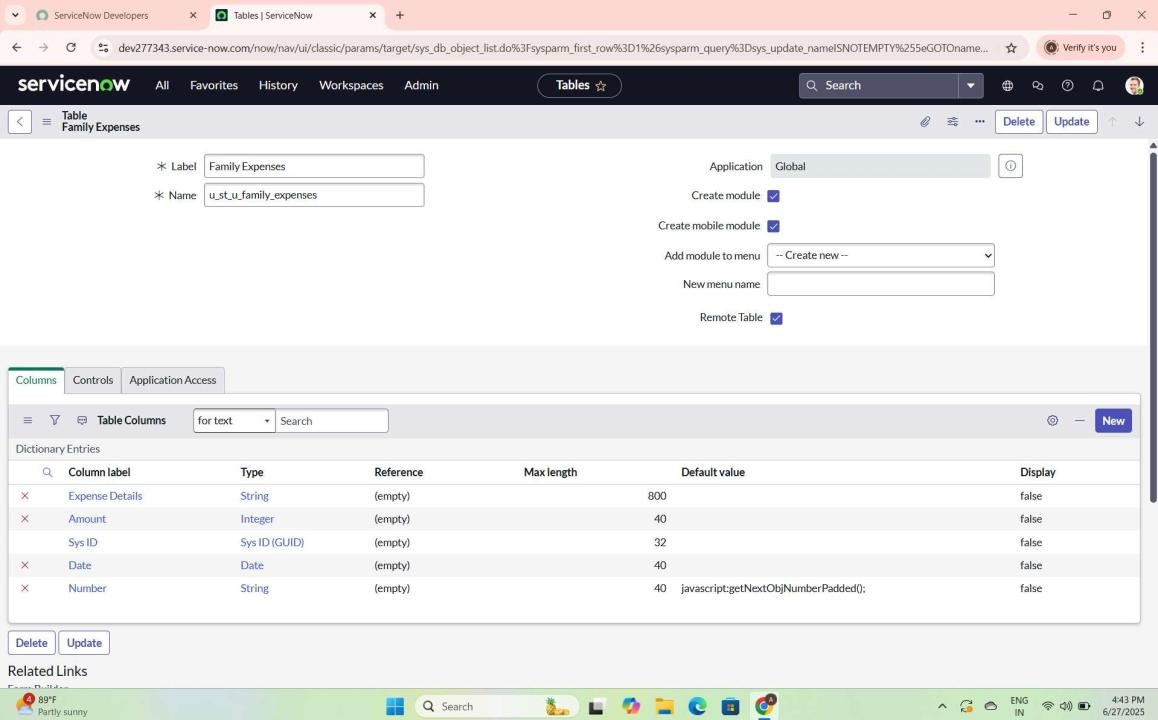 ServiceNow Developers
Tables | ServiceNow
dev277343.service-now.com/now/nav/ui/classic/params/target/sys_db_object_list.do%3Fsysparm_first_row%3D1%26sysparm_query%3Dsys_update_nameISNOTEMPTY%255eGOTOname...
Verify it's you
servicenow
All
Favorites
History
Workspaces
Admin
Tables
Search
Table
Family Expenses
Delete
Update
Label
Family Expenses
Application
Global
Name
u_st_u_family_expenses
Create module
Create mobile module
Add module to menu
-- Create new --
New menu name
Remote Table
Columns
Controls
Application Access
Table Columns
for text
Search
New
Dictionary Entries
Column label Type Reference Max length Default value Display
Expense Details String (empty) 800 false
Amount Integer (empty) 40 false
Sys ID Sys ID (GUID) (empty) 32 false
Date Date (empty) 40 false
Number String (empty) 40 javascript:getNextObjNumberPadded(); false
Delete
Update
Related Links
4
89°F
Partly sunny
Search
ENG
IN
4:43 PM
6/27/2025